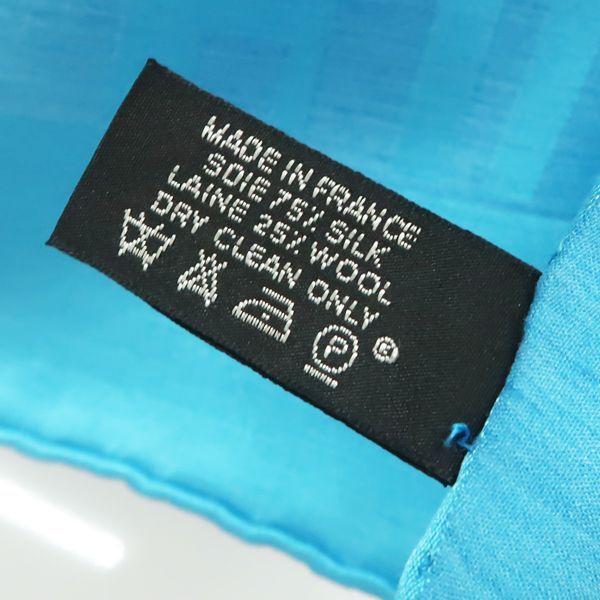 MADE IN FRANCE
SOIE 75% SILK
LAINE 25% WOOL
DRY CLEAN ONLY
P ®